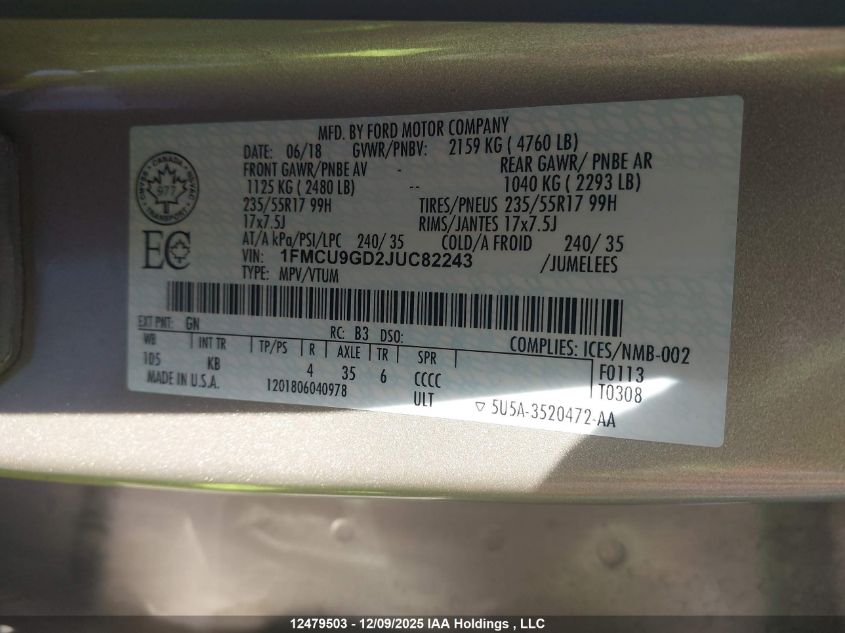 MFD. BY FORD MOTOR COMPANY
DATE: 06/18 GVWR/PNBV: 2159 KG ( 4760 LB)
FRONT GAWR/PNBE AV - REAR GAWR/ PNBE AR
1125 KG ( 2480 LB) -- 1040 KG ( 2293 LB)
235/55R17 99H TIRES/PNEUS 235/55R17 99H
17x7.5J RIMS/JANTES 17x7.5J
AT/A kPa/PSI/LPC 240/ 35 COLD/A FROID 240/ 35
VIN: 1FMCU9GD2JUC82243 /JUMELEES
TYPE: MPV/VTUM
CANADA
977
TRANSPORT
EC
EXT PNT: GN RC: B3 DSO: COMPLIES: ICES/NMB-002
WB INT TR TP/PS R AXLE TR SPR F0113
105 KB 4 35 6 CCCC T0308
MADE IN U.S.A. 1201806040978 ULT 5U5A-3520472-AA
12479503 - 12/09/2025 IAA Holdings , LLC